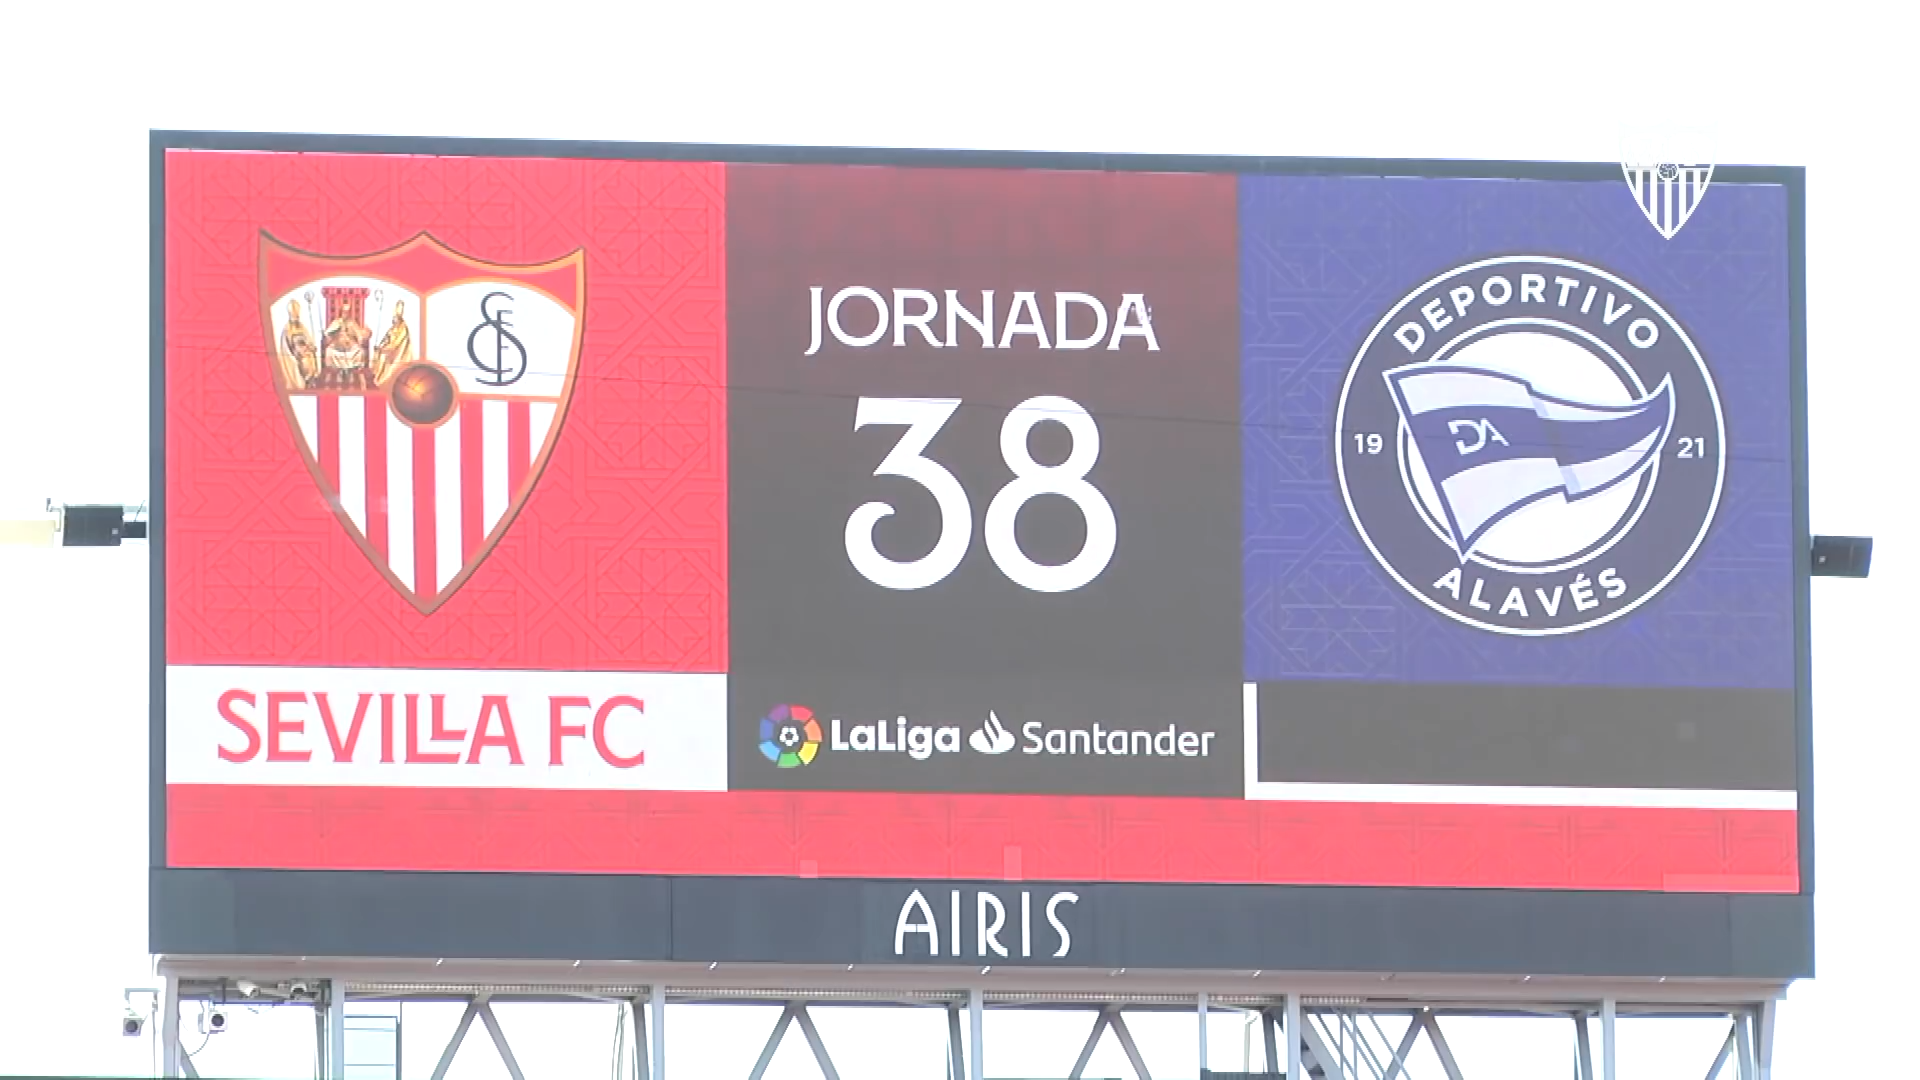 JORNADA
38
SEVILLA FC
LaLiga Santander
DEPORTIVO
19 21
DA
ALAVÉS
AIRIS